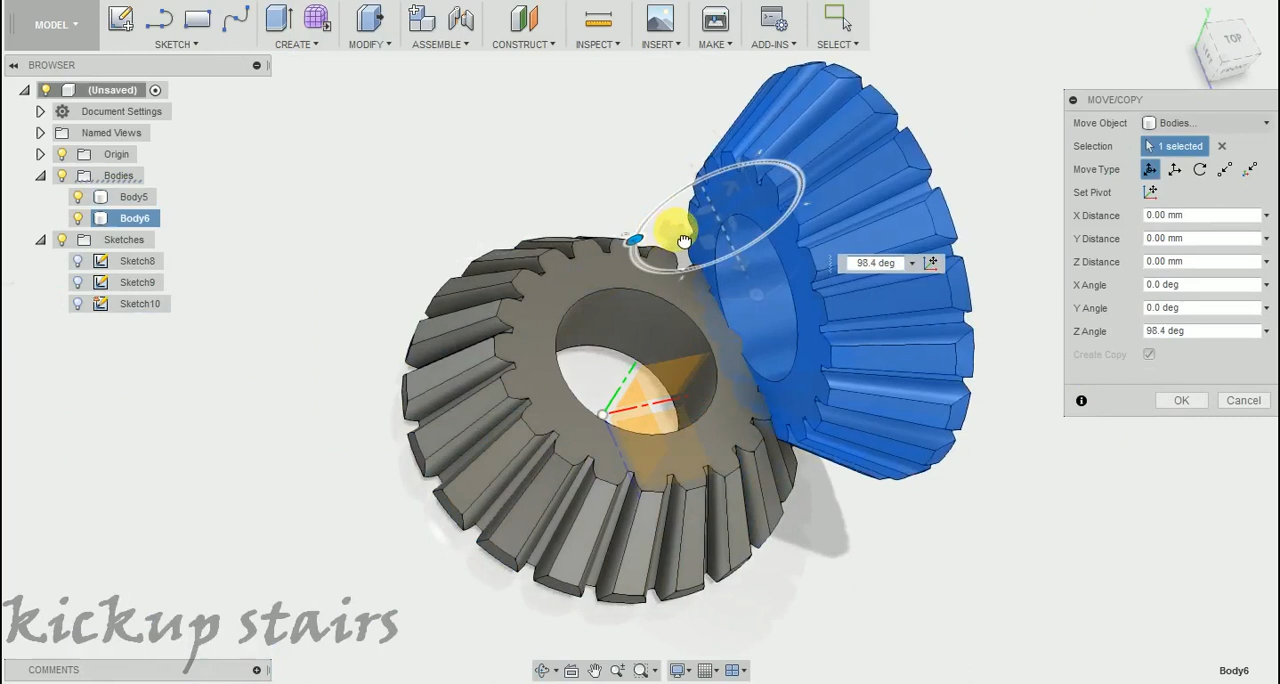 MODEL
SKETCH
CREATE
MODIFY
ASSEMBLE
CONSTRUCT
INSPECT
INSERT
MAKE
ADD-INS
SELECT
TOP
BROWSER
(Unsaved)
Document Settings
Named Views
Origin
Bodies
Body5
Body6
Sketches
Sketch8
Sketch9
Sketch10
98.4 deg
MOVE/COPY
Move Object Bodies...
Selection 1 selected
Move Type
Set Pivot
X Distance 0.00 mm
Y Distance 0.00 mm
Z Distance 0.00 mm
X Angle 0.0 deg
Y Angle 0.0 deg
Z Angle 98.4 deg
Create Copy
OK Cancel
kickup stairs
COMMENTS
Body6